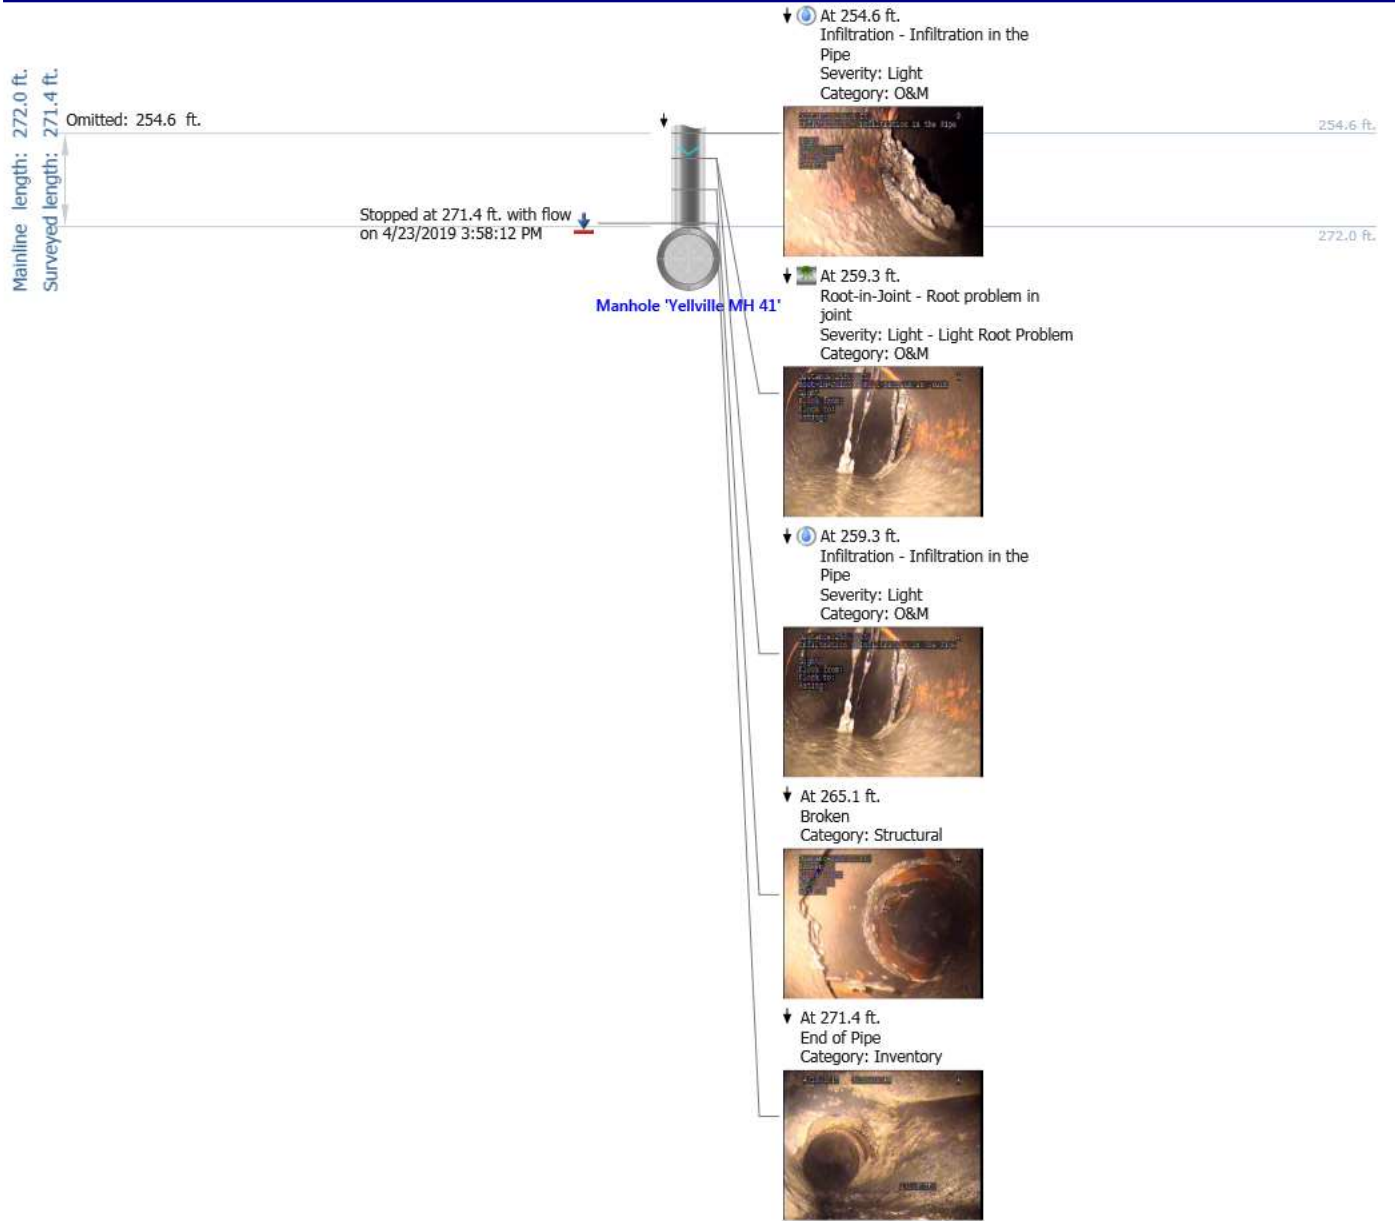 At 254.6 ft.
Infiltration - Infiltration in the
Pipe
Severity: Light
Category: O&M
Mainline length: 272.0 ft.
Surveyed length: 271.4 ft.
Omitted: 254.6 ft.
254.6 ft.
Stopped at 271.4 ft. with flow
on 4/23/2019 3:58:12 PM
272.0 ft.
Manhole 'Yellville MH 41'
At 259.3 ft.
Root-in-Joint - Root problem in
joint
Severity: Light - Light Root Problem
Category: O&M
At 259.3 ft.
Infiltration - Infiltration in the
Pipe
Severity: Light
Category: O&M
At 265.1 ft.
Broken
Category: Structural
At 271.4 ft.
End of Pipe
Category: Inventory